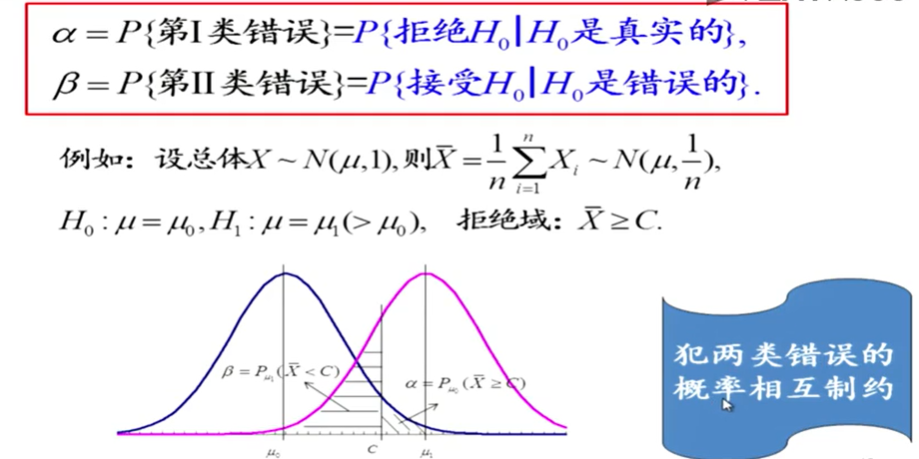 α = P{第I类错误}=P{拒绝H₀|H₀是真实的},
β = P{第II类错误}=P{接受H₀|H₀是错误的}.
例如：设总体X ~ N(μ,1),则X̄ = 1/n ∑ᵢ₌₁ⁿ Xᵢ ~ N(μ,1/n),
H₀ : μ = μ₀, H₁ : μ = μ₁(> μ₀), 拒绝域：X̄ ≥ C.
β = P_μ₁(X̄ < C)
α = P_μ₀(X̄ ≥ C)
μ₀ C μ₁
犯两类错误的
概率相互制约